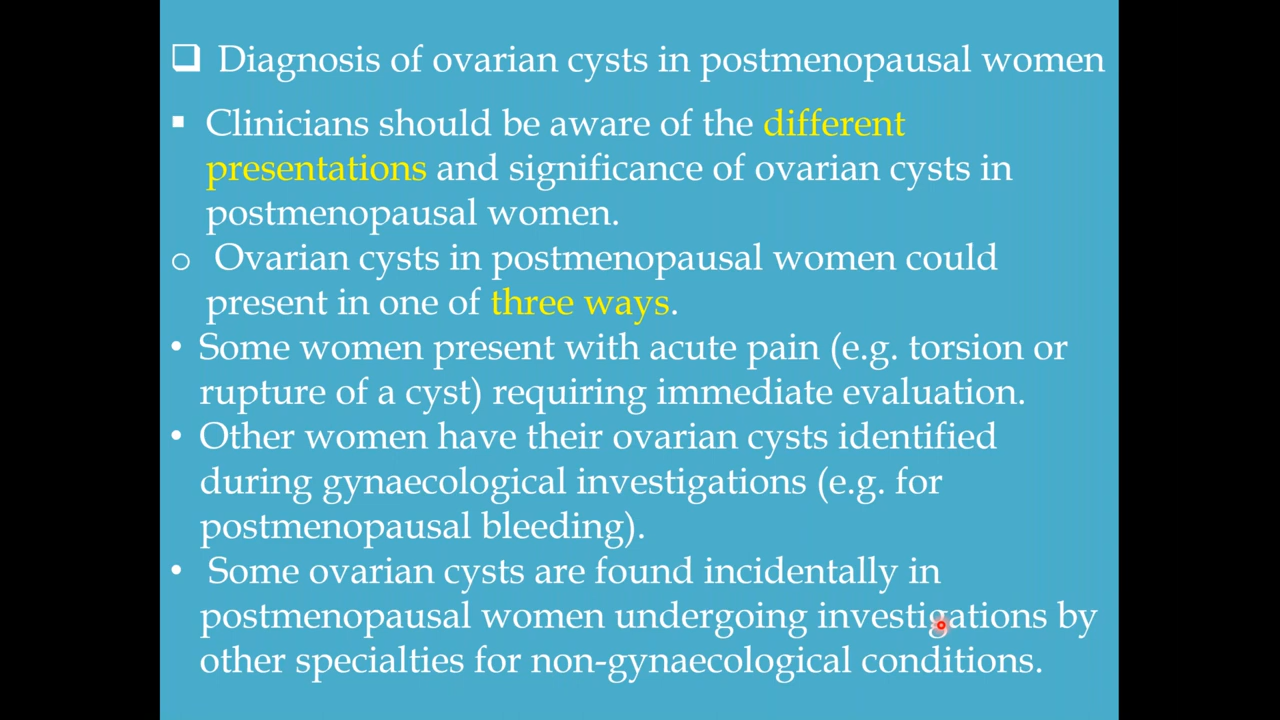 ❑ Diagnosis of ovarian cysts in postmenopausal women
▪ Clinicians should be aware of the different
presentations and significance of ovarian cysts in
postmenopausal women.
o Ovarian cysts in postmenopausal women could
present in one of three ways.
• Some women present with acute pain (e.g. torsion or
rupture of a cyst) requiring immediate evaluation.
• Other women have their ovarian cysts identified
during gynaecological investigations (e.g. for
postmenopausal bleeding).
• Some ovarian cysts are found incidentally in
postmenopausal women undergoing investigations by
other specialties for non-gynaecological conditions.